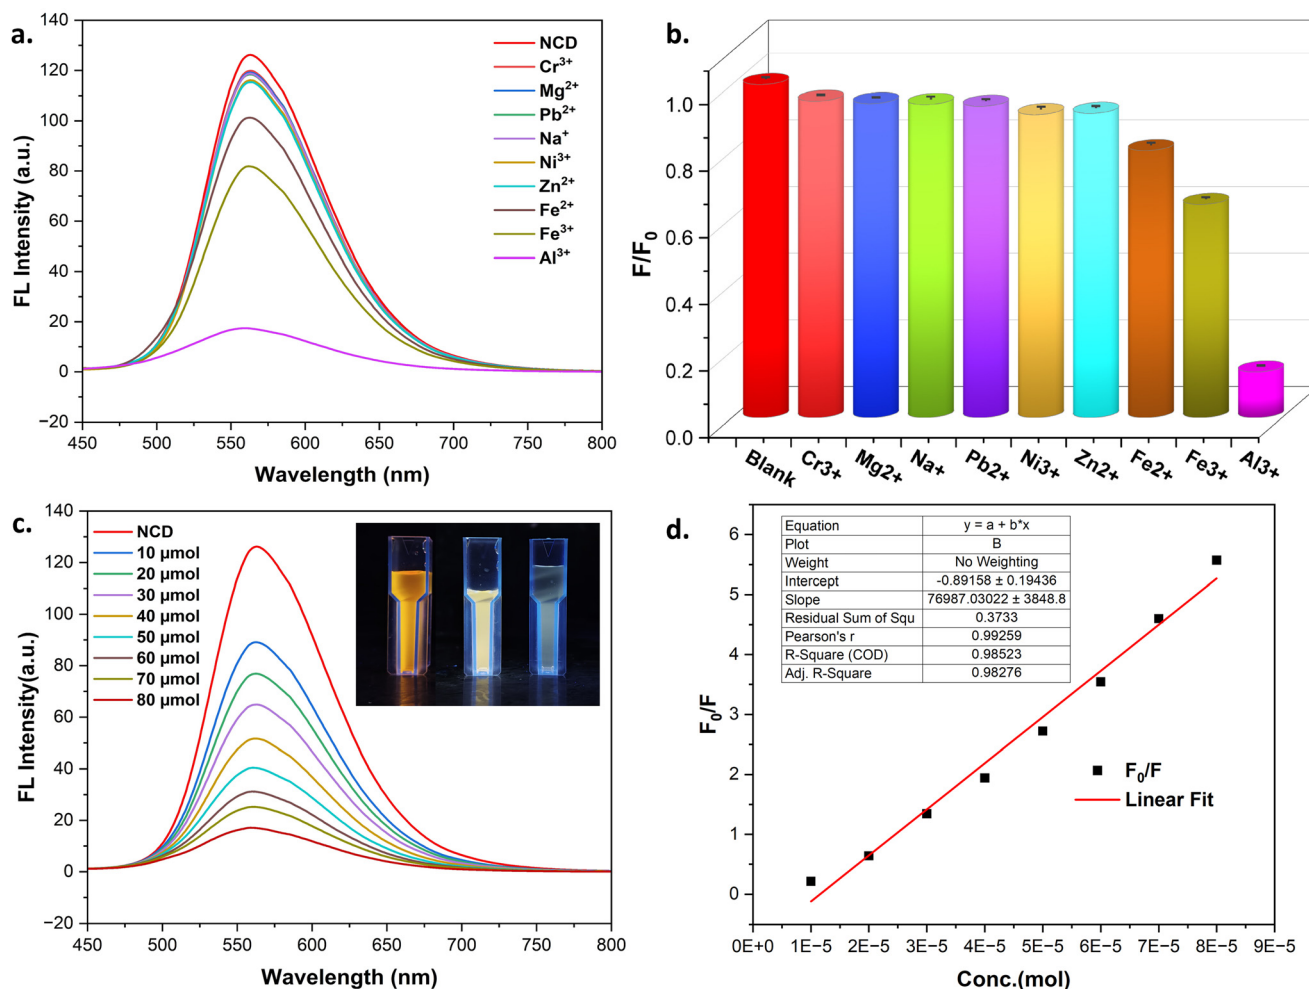 a.
140
120
100
80
60
40
20
0
−20
FL Intensity (a.u.)
450 500 550 600 650 700 750 800
Wavelength (nm)
NCD
Cr³⁺
Mg²⁺
Pb²⁺
Na⁺
Ni³⁺
Zn²⁺
Fe²⁺
Fe³⁺
Al³⁺
b.
1.0
0.8
0.6
0.4
0.2
0.0
F/F₀
Blank Cr3+ Mg2+ Na+ Pb2+ Ni3+ Zn2+ Fe2+ Fe3+ Al3+
c.
140
120
100
80
60
40
20
0
−20
FL Intensity(a.u.)
450 500 550 600 650 700 750 800
Wavelength (nm)
NCD
10 μmol
20 μmol
30 μmol
40 μmol
50 μmol
60 μmol
70 μmol
80 μmol
d.
6
5
4
3
2
1
0
F₀/F
0E+0 1E−5 2E−5 3E−5 4E−5 5E−5 6E−5 7E−5 8E−5 9E−5
Conc.(mol)
Equation y = a + b*x
Plot B
Weight No Weighting
Intercept -0.89158 ± 0.19436
Slope 76987.03022 ± 3848.8
Residual Sum of Squ 0.3733
Pearson's r 0.99259
R-Square (COD) 0.98523
Adj. R-Square 0.98276
F₀/F
Linear Fit